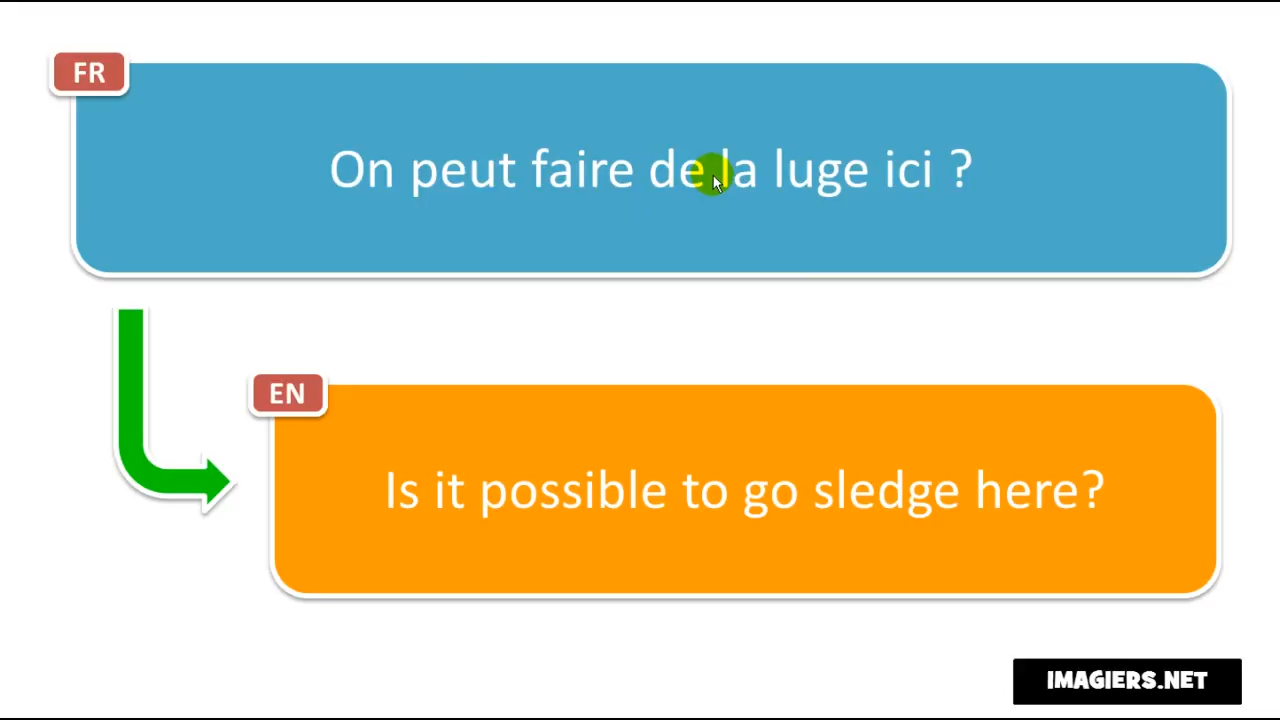 FR
On peut faire de la luge ici ?
EN
Is it possible to go sledge here?
IMAGIERS.NET